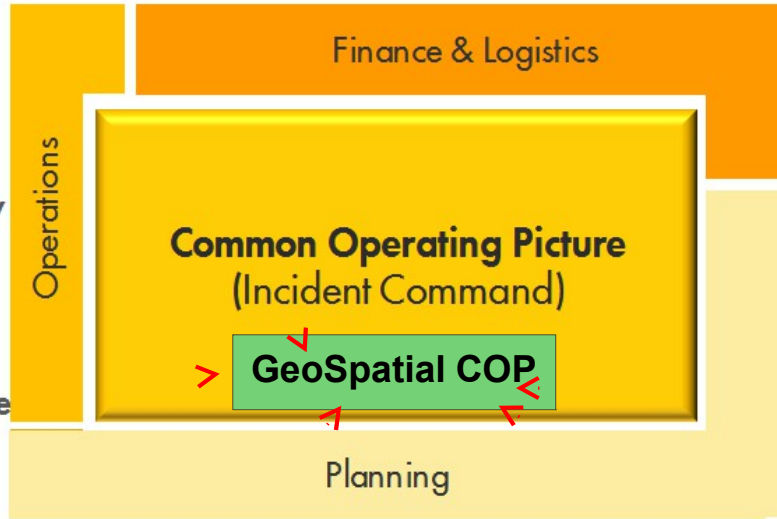 Finance & Logistics
Operations
Common Operating Picture
(Incident Command)
GeoSpatial COP
Planning